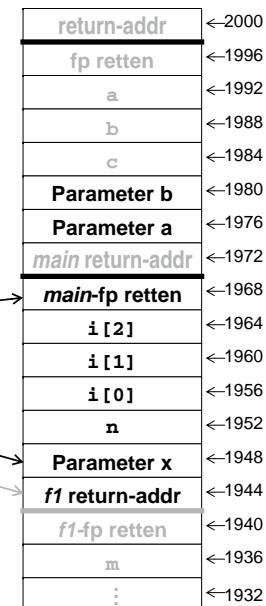 return-addr ←2000
fp retten ←1996
a ←1992
b ←1988
c ←1984
Parameter b ←1980
Parameter a ←1976
main return-addr ←1972
main-fp retten ←1968
i[2] ←1964
i[1] ←1960
i[0] ←1956
n ←1952
Parameter x ←1948
f1 return-addr ←1944
f1-fp retten ←1940
m ←1936
⋮ ←1932